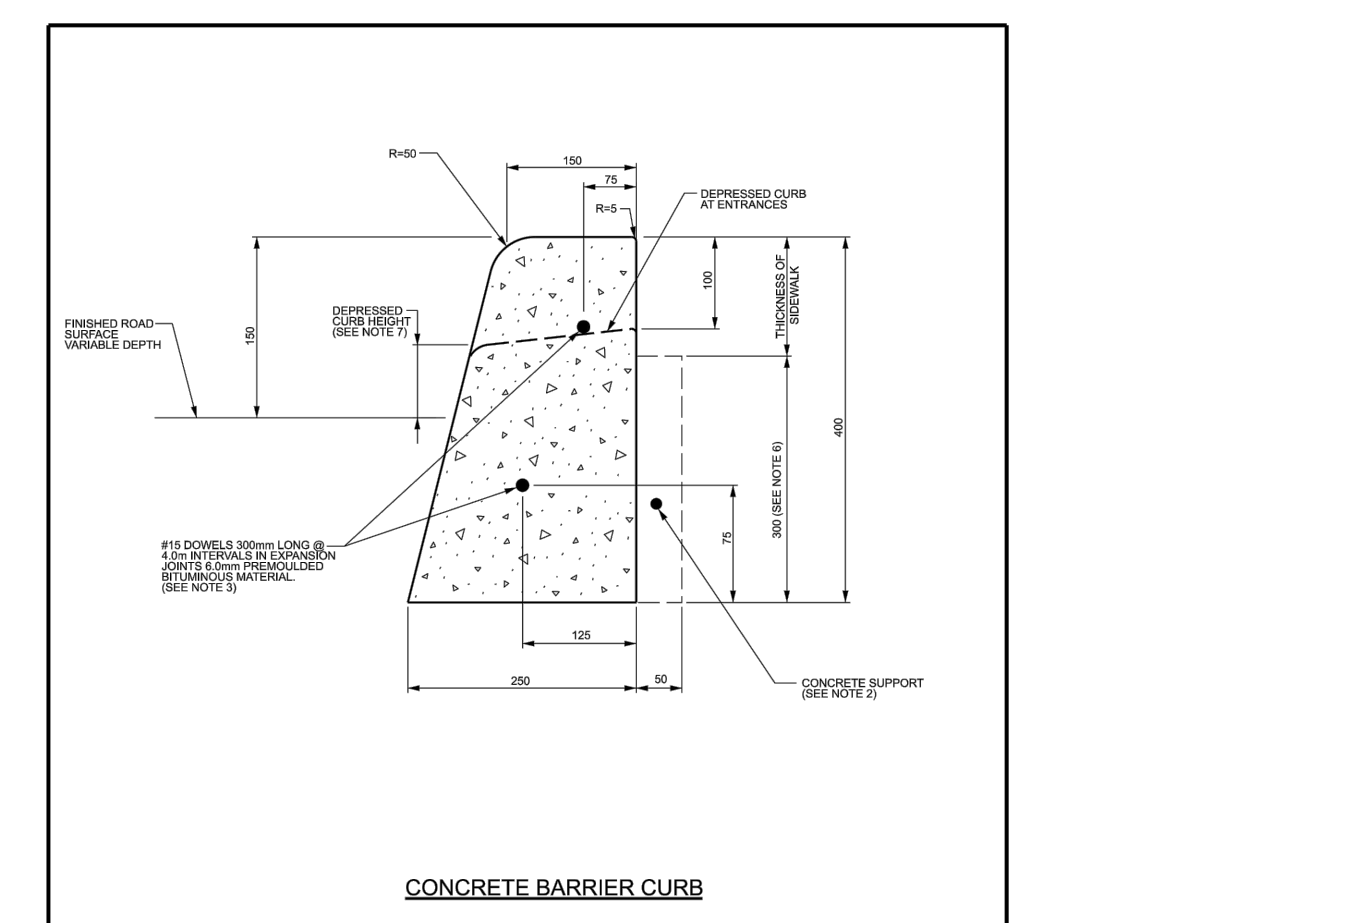 R=50
150
75
DEPRESSED CURB
AT ENTRANCES
R=5
THICKNESS OF
SIDEWALK
100
150
DEPRESSED
CURB HEIGHT
(SEE NOTE 7)
FINISHED ROAD
SURFACE
VARIABLE DEPTH
400
300 (SEE NOTE 6)
75
#15 DOWELS 300mm LONG @
4.0m INTERVALS IN EXPANSION
JOINTS 6.0mm PREMOULDED
BITUMINOUS MATERIAL.
(SEE NOTE 3)
125
250
50
CONCRETE SUPPORT
(SEE NOTE 2)
CONCRETE BARRIER CURB